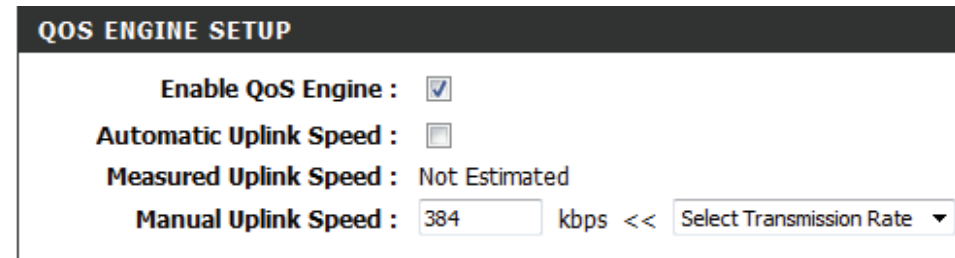 QOS ENGINE SETUP
Enable QoS Engine :
Automatic Uplink Speed :
Measured Uplink Speed : Not Estimated
Manual Uplink Speed : 384 kbps << Select Transmission Rate